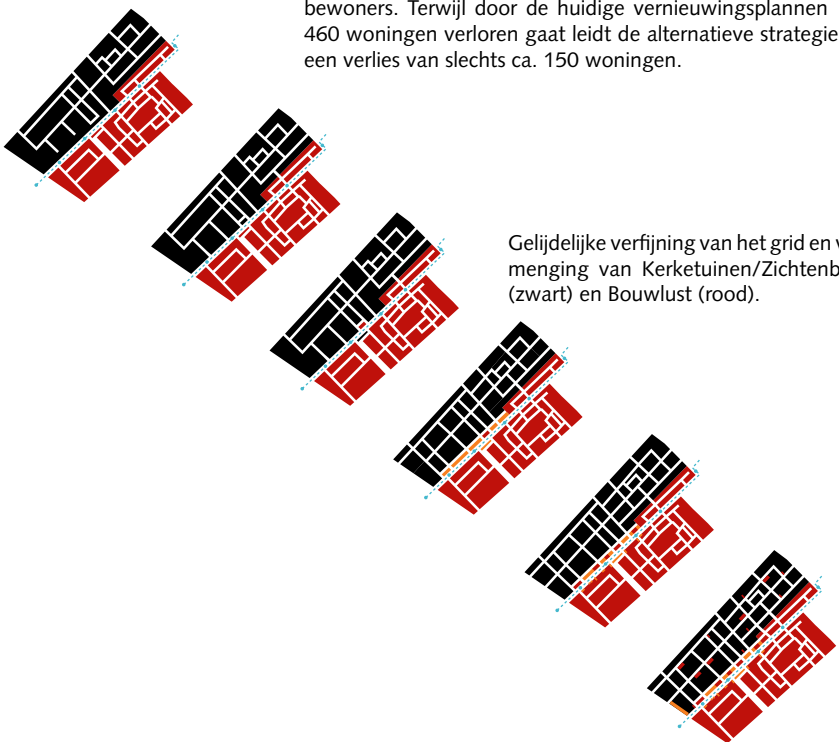 bewoners. Terwijl door de huidige vernieuwingsplannen
460 woningen verloren gaat leidt de alternatieve strategie
een verlies van slechts ca. 150 woningen.
Gelijdelijke verfijning van het grid en
menging van Kerketuinen/Zichtenb
(zwart) en Bouwlust (rood).